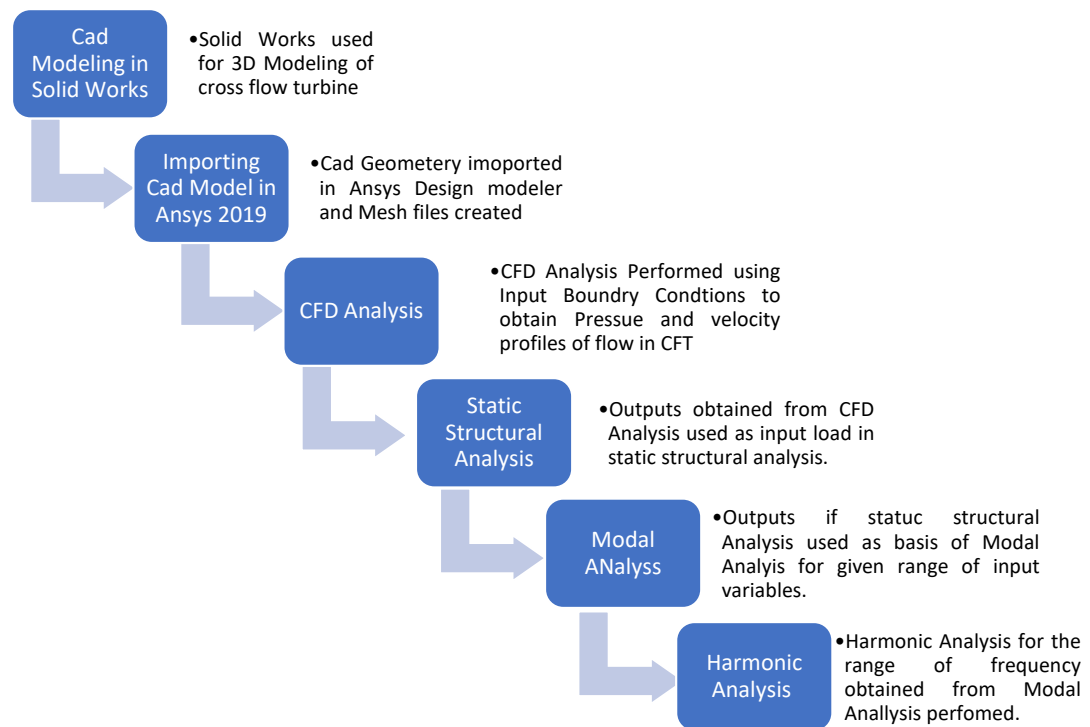 Cad
Modeling in
Solid Works
•Solid Works used
for 3D Modeling of
cross flow turbine
Importing
Cad Model in
Ansys 2019
•Cad Geometery imoported
in Ansys Design modeler
and Mesh files created
CFD Analysis
•CFD Analysis Performed using
Input Boundry Condtions to
obtain Pressue and velocity
profiles of flow in CFT
Static
Structural
Analysis
•Outputs obtained from CFD
Analysis used as input load in
static structural analysis.
Modal
ANalyss
•Outputs if statuc structural
Analysis used as basis of Modal
Analysis for given range of input
variables.
Harmonic
Analysis
•Harmonic Analysis for the
range of frequency
obtained from Modal
Anallysis perfomed.